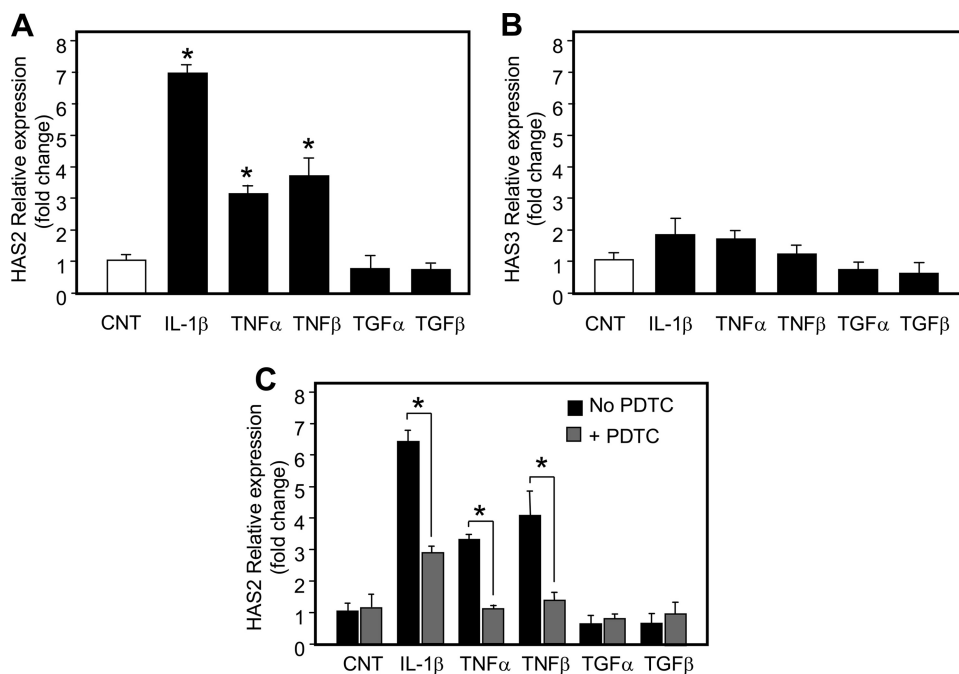 A
HAS2 Relative expression
(fold change)
8
7
6
5
4
3
2
1
0
*
*
*
CNT IL-1β TNFα TNFβ TGFα TGFβ
B
HAS3 Relative expression
(fold change)
8
7
6
5
4
3
2
1
0
CNT IL-1β TNFα TNFβ TGFα TGFβ
C
HAS2 Relative expression
(fold change)
8
7
6
5
4
3
2
1
0
*
*
*
No PDTC
+ PDTC
CNT IL-1β TNFα TNFβ TGFα TGFβ